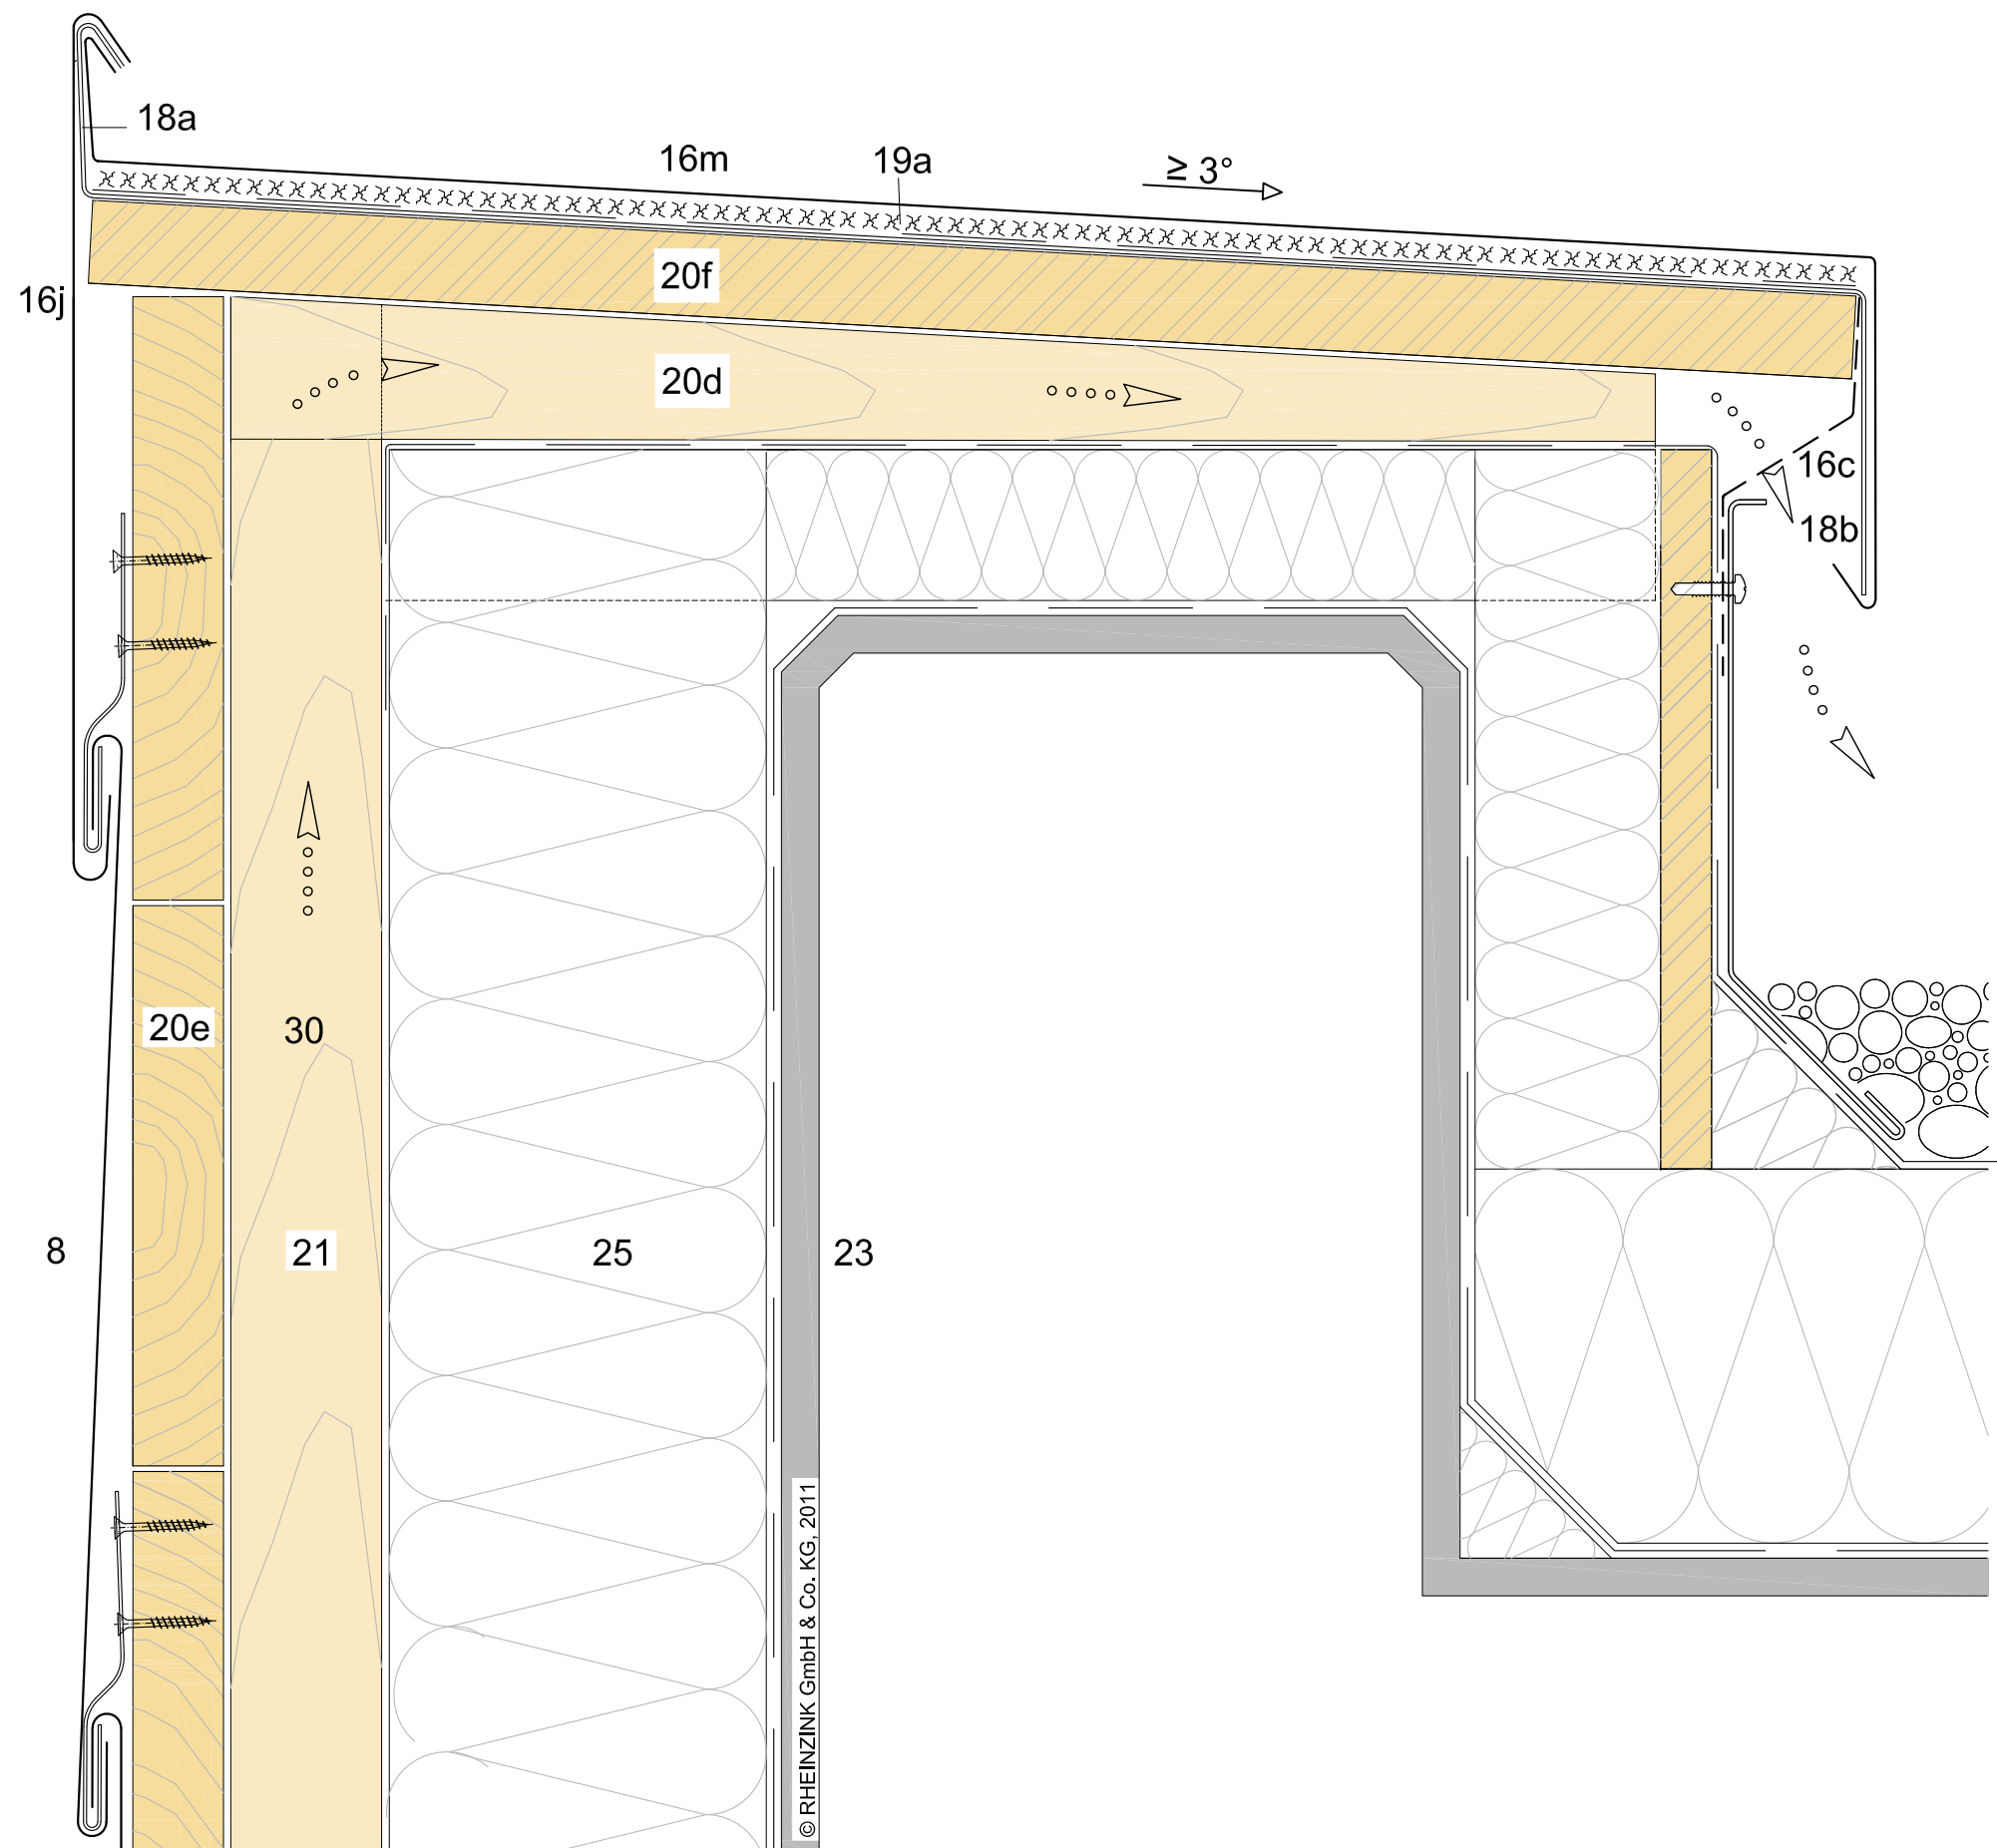 18a
16m
19a
≥ 3°
20f
16j
20d
16c
18b
20e
30
8
21
25
23
© RHEINZINK GmbH & Co. KG, 2011